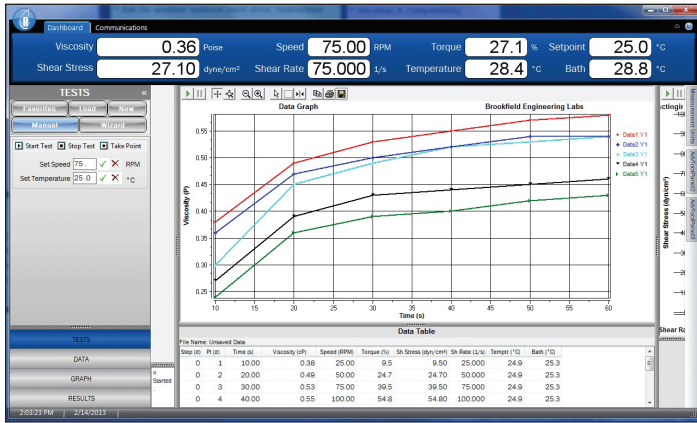 Dashboard Communications
Viscosity 0.36 Poise Speed 75.00 RPM Torque 27.1 % Setpoint 25.0 °C
Shear Stress 27.10 dyne/cm² Shear Rate 75.000 1/s Temperature 28.4 °C Bath 28.8 °C
TESTS «
Favorites Load New
Manual Wizard
Start Test Stop Test Take Point
Set Speed 75. RPM
Set Temperature 25.0 °C
TESTS
DATA
GRAPH
RESULTS
2:03:23 PM 2/14/2013
Started
Data Graph Brookfield Engineering Labs
Viscosity (P)
0.55
0.50
0.45
0.40
0.35
0.30
0.25
10 15 20 25 30 35 40 45 50 55 60
Time (s)
Data1 Y1
Data2 Y1
Data3 Y1
Data4 Y1
Data5 Y1
Shear Stress (dyn/cm²)
Shear Ra
Measurement Units
AdvToolPanel2
AdvToolPanel3
Data Table
File Name: Unsaved Data
Step (#) Pt (#) Time (s) Viscosity (cP) Speed (RPM) Torque (%) Sh Stress (dyn/cm²) Sh Rate (1/s) Temptr (°C) Bath (°C)
0 1 10.00 0.38 25.00 9.5 9.50 25.000 24.9 25.3
0 2 20.00 0.49 50.00 24.7 24.70 50.000 24.9 25.3
0 3 30.00 0.53 75.00 39.5 39.50 75.000 24.9 25.3
0 4 40.00 0.55 100.00 54.8 54.80 100.000 24.9 25.3